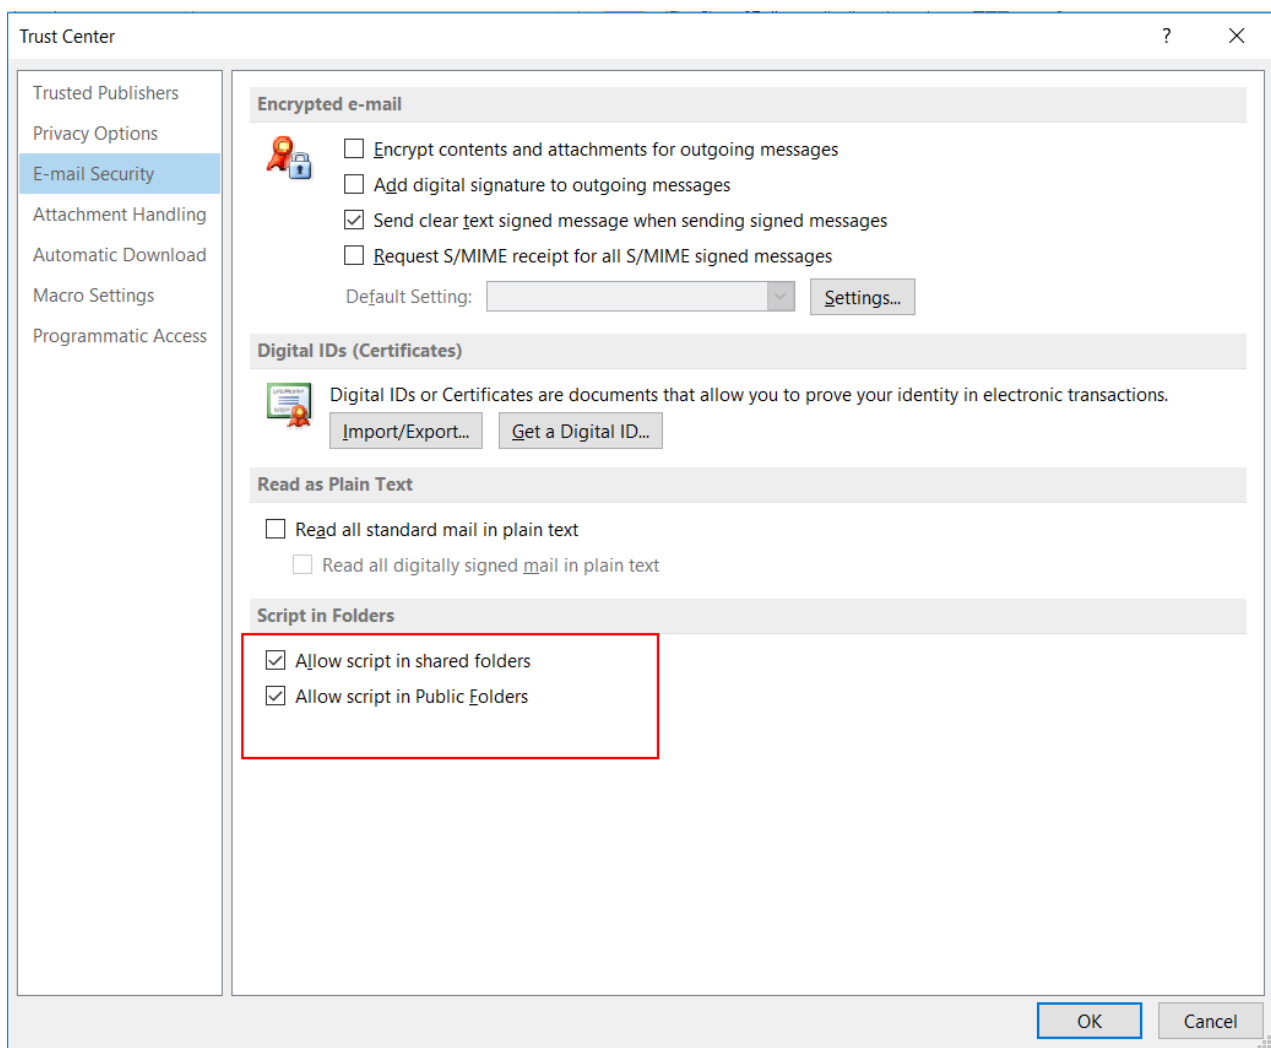 Trust Center
?
Trusted Publishers
Privacy Options
E-mail Security
Attachment Handling
Automatic Download
Macro Settings
Programmatic Access
Encrypted e-mail
Encrypt contents and attachments for outgoing messages
Add digital signature to outgoing messages
Send clear text signed message when sending signed messages
Request S/MIME receipt for all S/MIME signed messages
Default Setting:
Settings...
Digital IDs (Certificates)
Digital IDs or Certificates are documents that allow you to prove your identity in electronic transactions.
Import/Export...
Get a Digital ID...
Read as Plain Text
Read all standard mail in plain text
Read all digitally signed mail in plain text
Script in Folders
Allow script in shared folders
Allow script in Public Folders
OK
Cancel